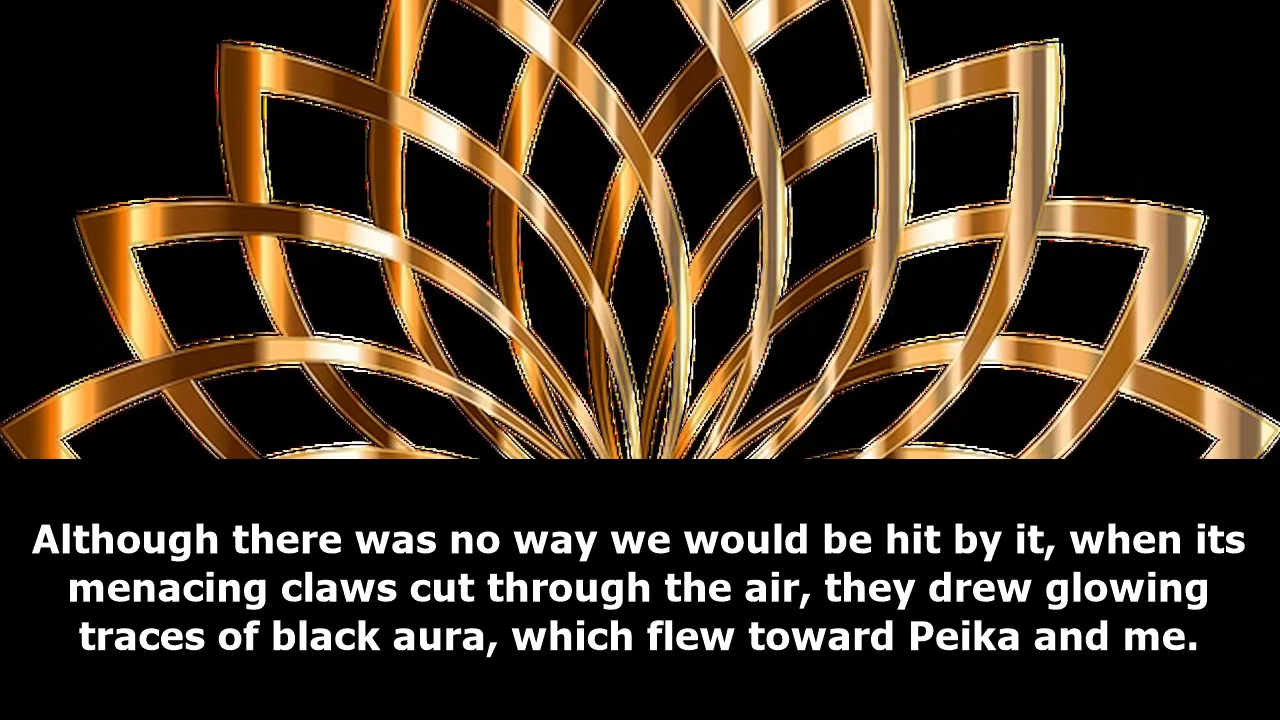 Although there was no way we would be hit by it, when its
menacing claws cut through the air, they drew glowing
traces of black aura, which flew toward Peika and me.